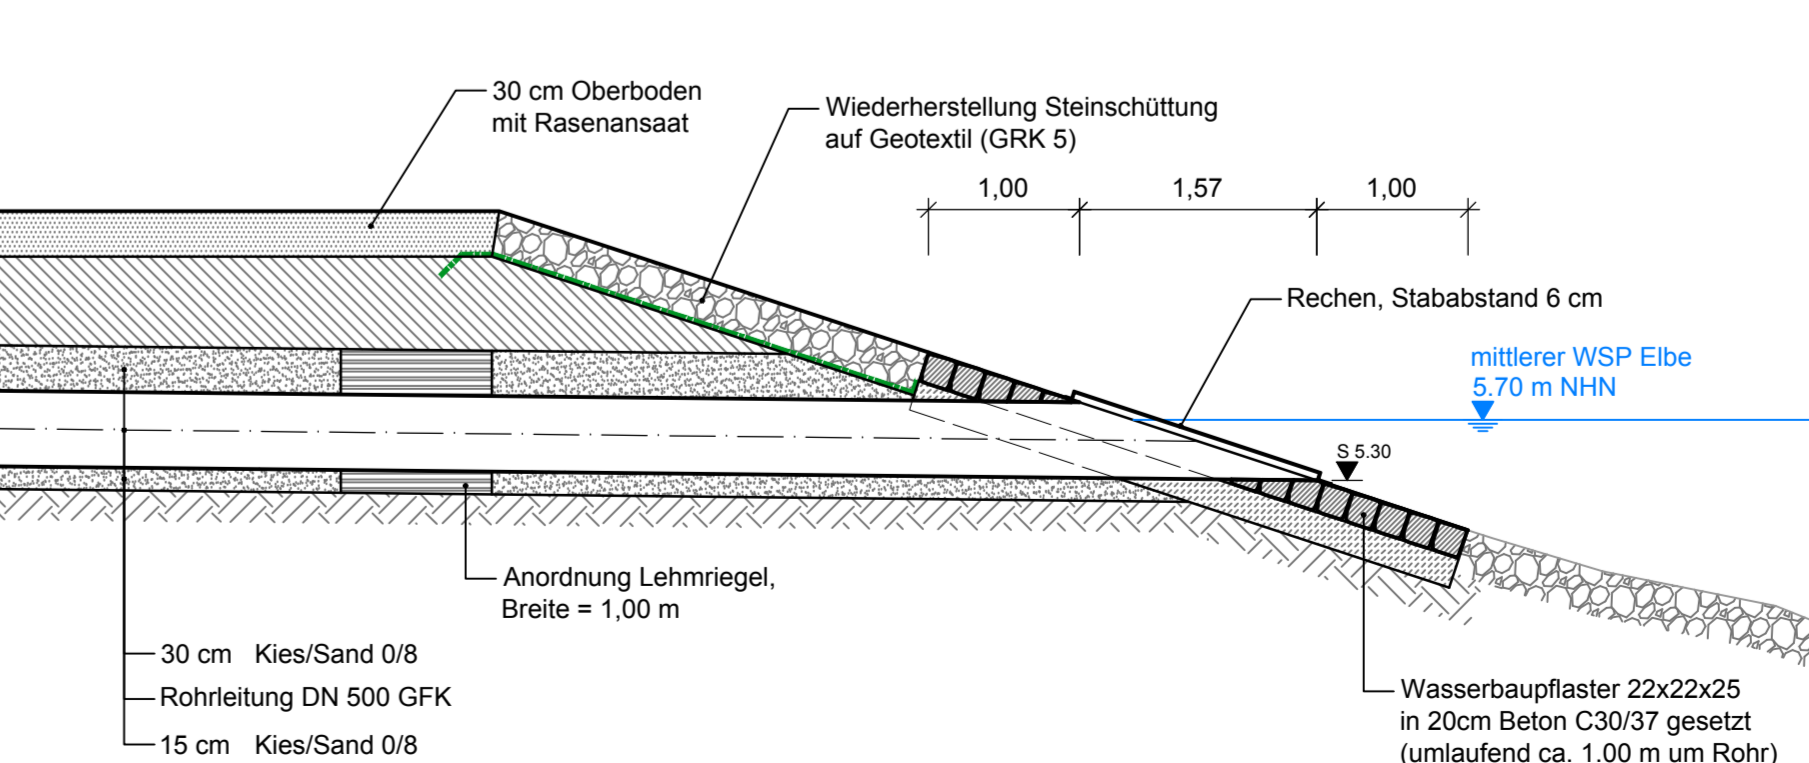 30 cm Oberboden
mit Rasenansaat
Wiederherstellung Steinschüttung
auf Geotextil (GRK 5)
1,00
1,57
1,00
Rechen, Stababstand 6 cm
mittlerer WSP Elbe
5.70 m NHN
S 5.30
Anordnung Lehmriegel,
Breite = 1,00 m
30 cm Kies/Sand 0/8
Rohrleitung DN 500 GFK
15 cm Kies/Sand 0/8
Wasserbaupflaster 22x22x25
in 20cm Beton C30/37 gesetzt
(umlaufend ca. 1.00 m um Rohr)